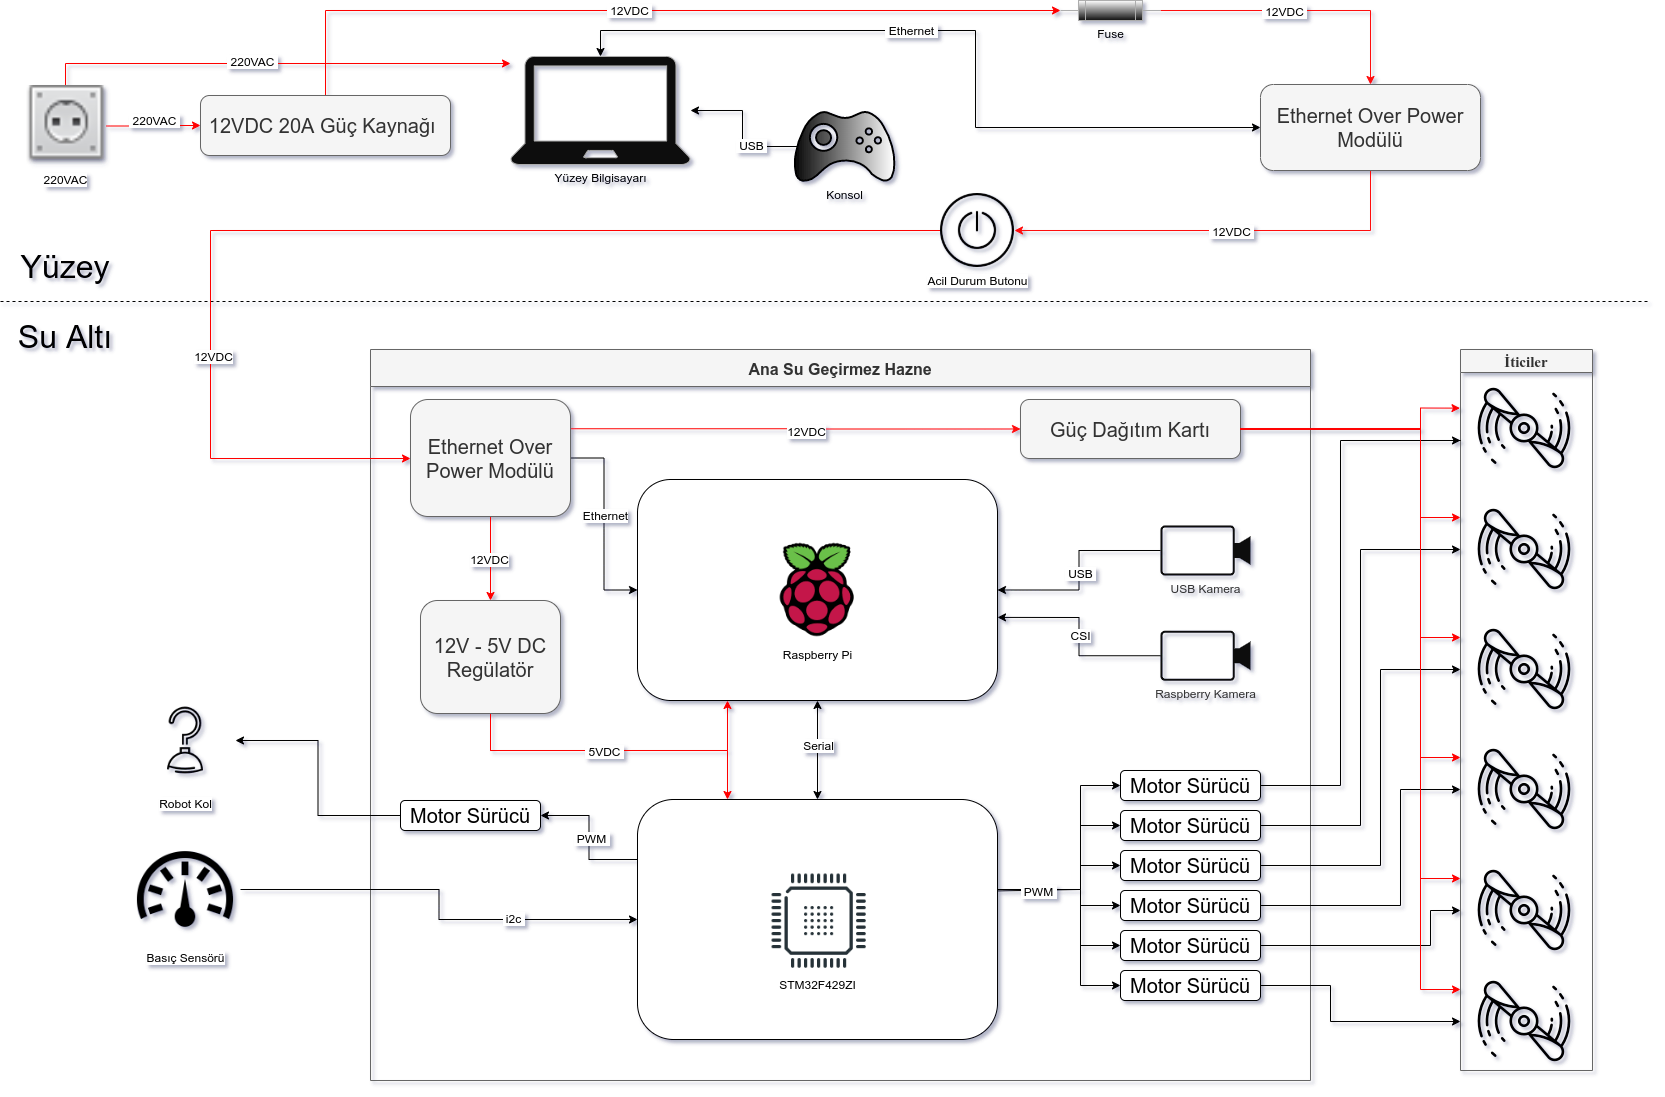 12VDC
12VDC
Fuse
Ethernet
220VAC
220VAC
12VDC 20A Güç Kaynağı
220VAC
Yüzey Bilgisayarı
USB
Konsol
Ethernet Over Power
Modülü
12VDC
Acil Durum Butonu
Yüzey
Su Altı
12VDC
Ana Su Geçirmez Hazne
İticiler
Ethernet Over
Power Modülü
12VDC
Güç Dağıtım Kartı
Ethernet
12VDC
USB
USB Kamera
12V - 5V DC
Regülatör
Raspberry Pi
CSI
Raspberry Kamera
5VDC
Serial
Robot Kol
Motor Sürücü
PWM
Motor Sürücü
Motor Sürücü
Motor Sürücü
PWM
Motor Sürücü
Motor Sürücü
Motor Sürücü
i2c
Basıç Sensörü
STM32F429ZI